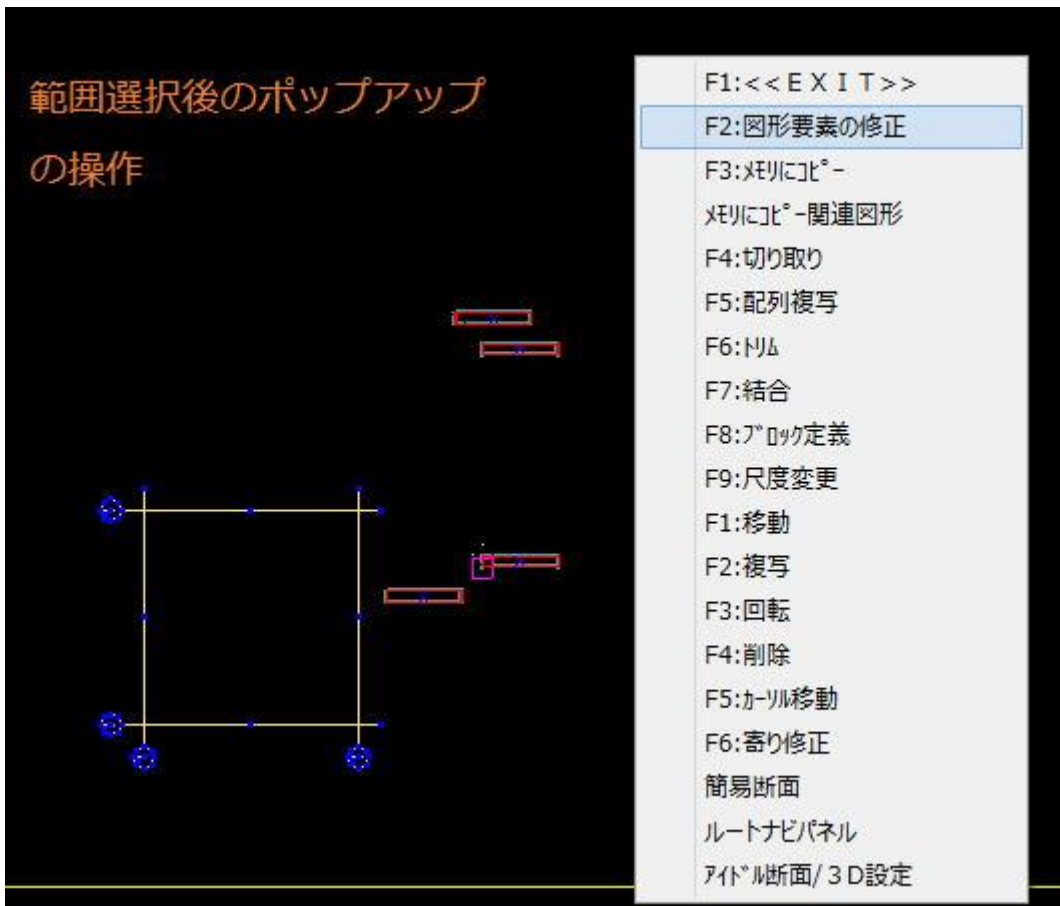 範囲選択後のポップアップ
の操作
F1:<<ＥＸＩＴ>>
F2:図形要素の修正
F3:ﾒﾓﾘにｺﾋﾟｰ
ﾒﾓﾘにｺﾋﾟｰ関連図形
F4:切り取り
F5:配列複写
F6:ﾄﾘﾑ
F7:結合
F8:ﾌﾞﾛｯｸ定義
F9:尺度変更
F1:移動
F2:複写
F3:回転
F4:削除
F5:ｶｰｿﾙ移動
F6:寄り修正
簡易断面
ルートナビパネル
ｱｲﾄﾞﾙ断面/３Ｄ設定